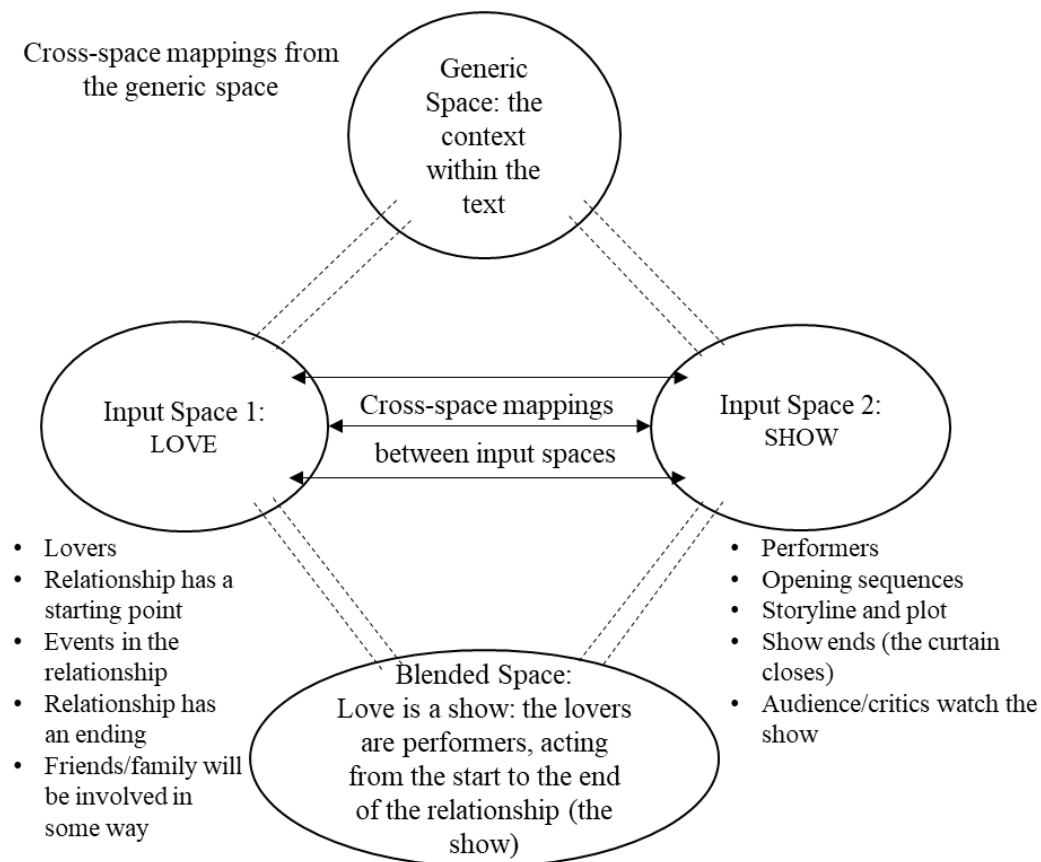 Cross-space mappings from
the generic space
Generic
Space: the
context
within the
text
Input Space 1:
LOVE
Cross-space mappings
between input spaces
Input Space 2:
SHOW
• Lovers
• Relationship has a
starting point
• Events in the
relationship
• Relationship has
an ending
• Friends/family will
be involved in
some way
• Performers
• Opening sequences
• Storyline and plot
• Show ends (the curtain
closes)
• Audience/critics watch the
show
Blended Space:
Love is a show: the lovers
are performers, acting
from the start to the end
of the relationship (the
show)